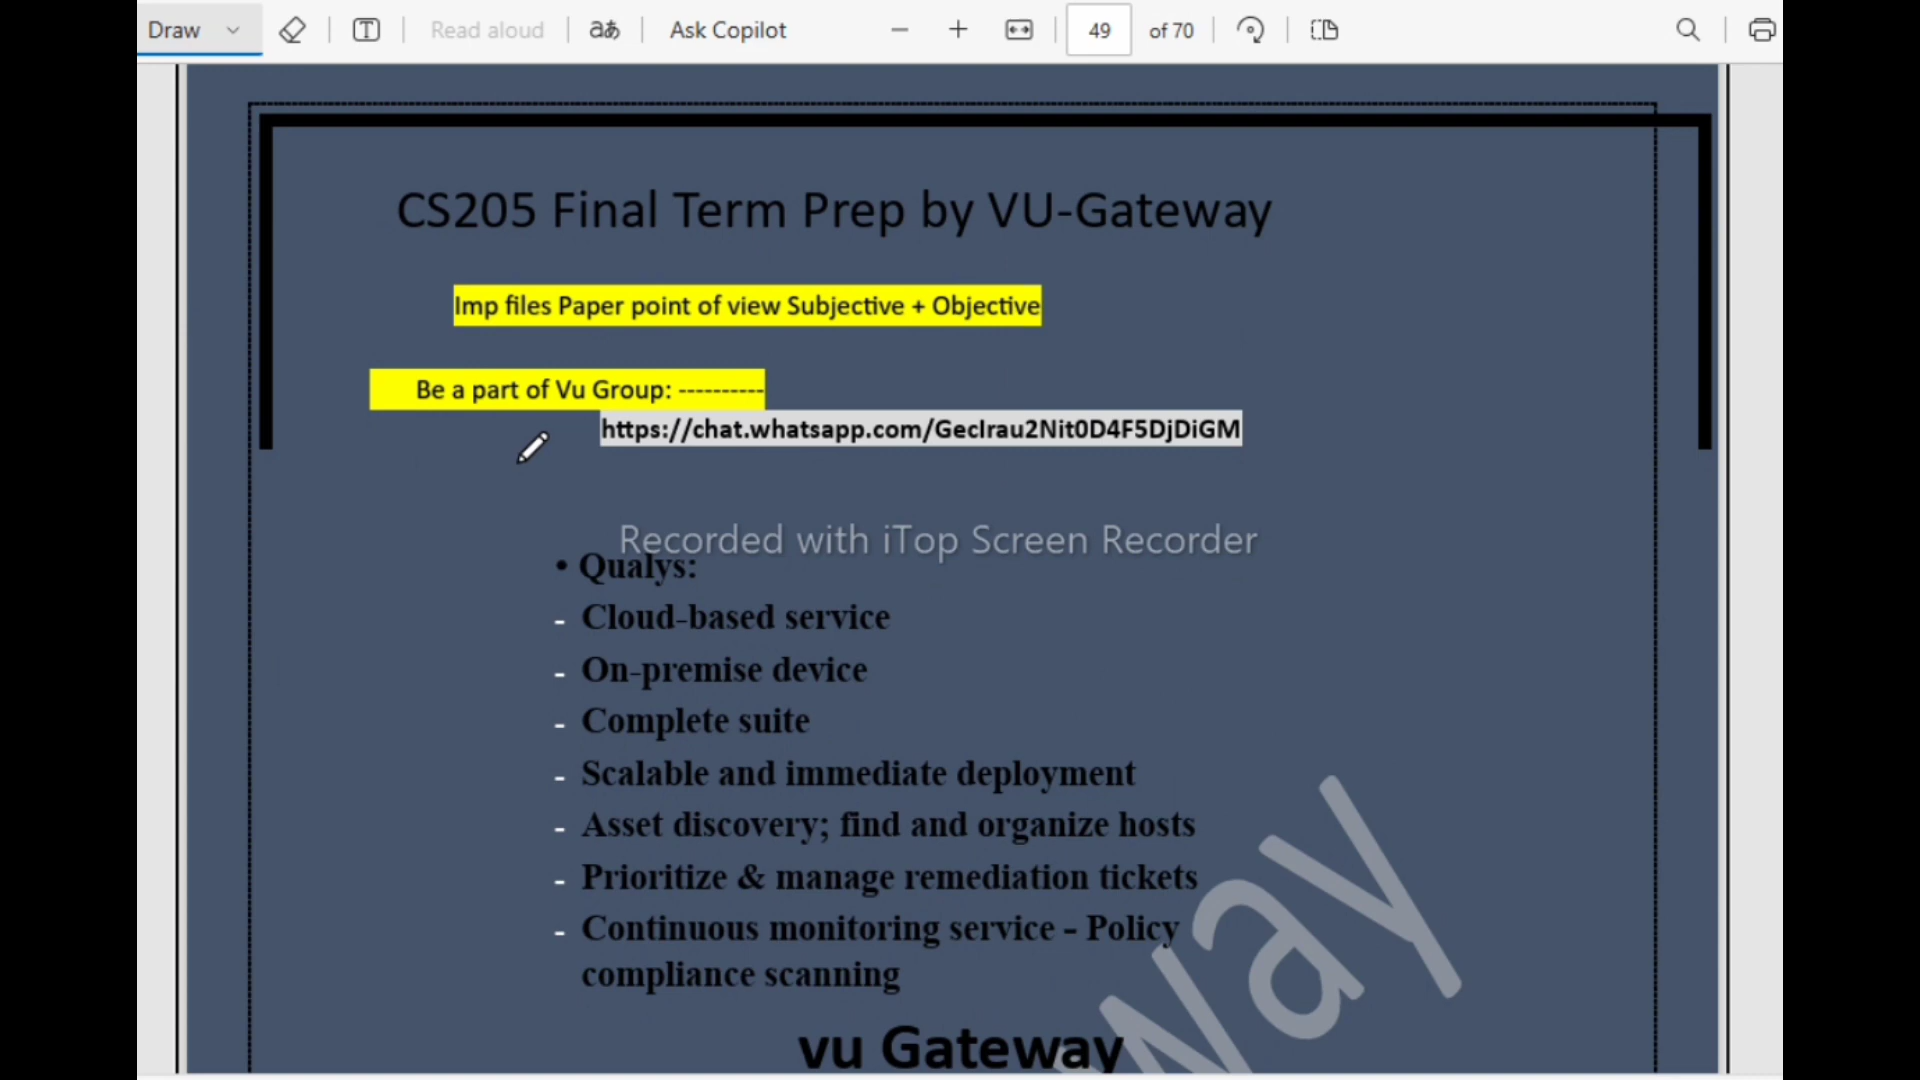 Draw
Read aloud
aあ
Ask Copilot
49 of 70
CS205 Final Term Prep by VU-Gateway
Imp files Paper point of view Subjective + Objective
Be a part of Vu Group: ----------
https://chat.whatsapp.com/GecIrau2Nit0D4F5DjDiGM
Recorded with iTop Screen Recorder
• Qualys:
- Cloud-based service
- On-premise device
- Complete suite
- Scalable and immediate deployment
- Asset discovery; find and organize hosts
- Prioritize & manage remediation tickets
- Continuous monitoring service - Policy
compliance scanning
way
vu Gateway